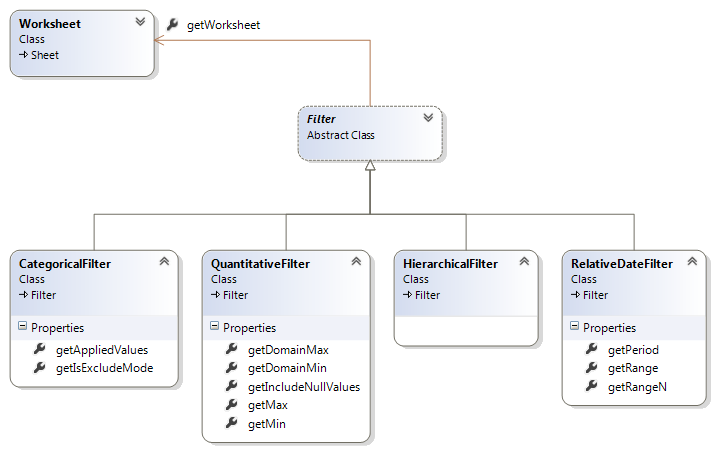 Worksheet
Class
Sheet
getWorksheet
Filter
Abstract Class
CategoricalFilter
Class
Filter
Properties
getAppliedValues
getIsExcludeMode
QuantitativeFilter
Class
Filter
Properties
getDomainMax
getDomainMin
getIncludeNullValues
getMax
getMin
HierarchicalFilter
Class
Filter
RelativeDateFilter
Class
Filter
Properties
getPeriod
getRange
getRangeN